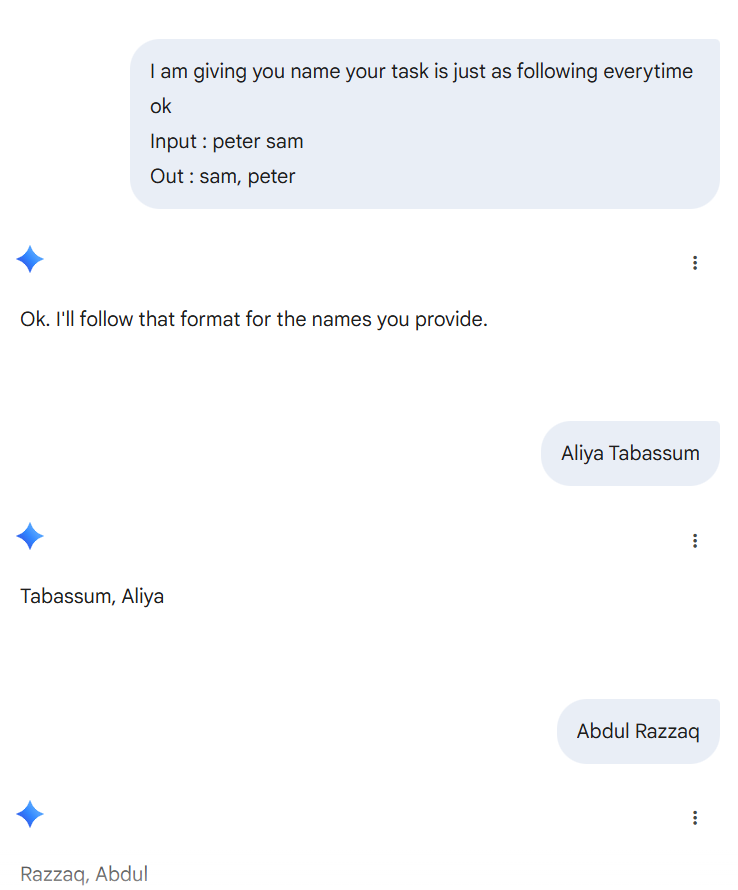 I am giving you name your task is just as following everytime
ok
Input : peter sam
Out : sam, peter
Ok. I'll follow that format for the names you provide.
Aliya Tabassum
Tabassum, Aliya
Abdul Razzaq
Razzaq, Abdul